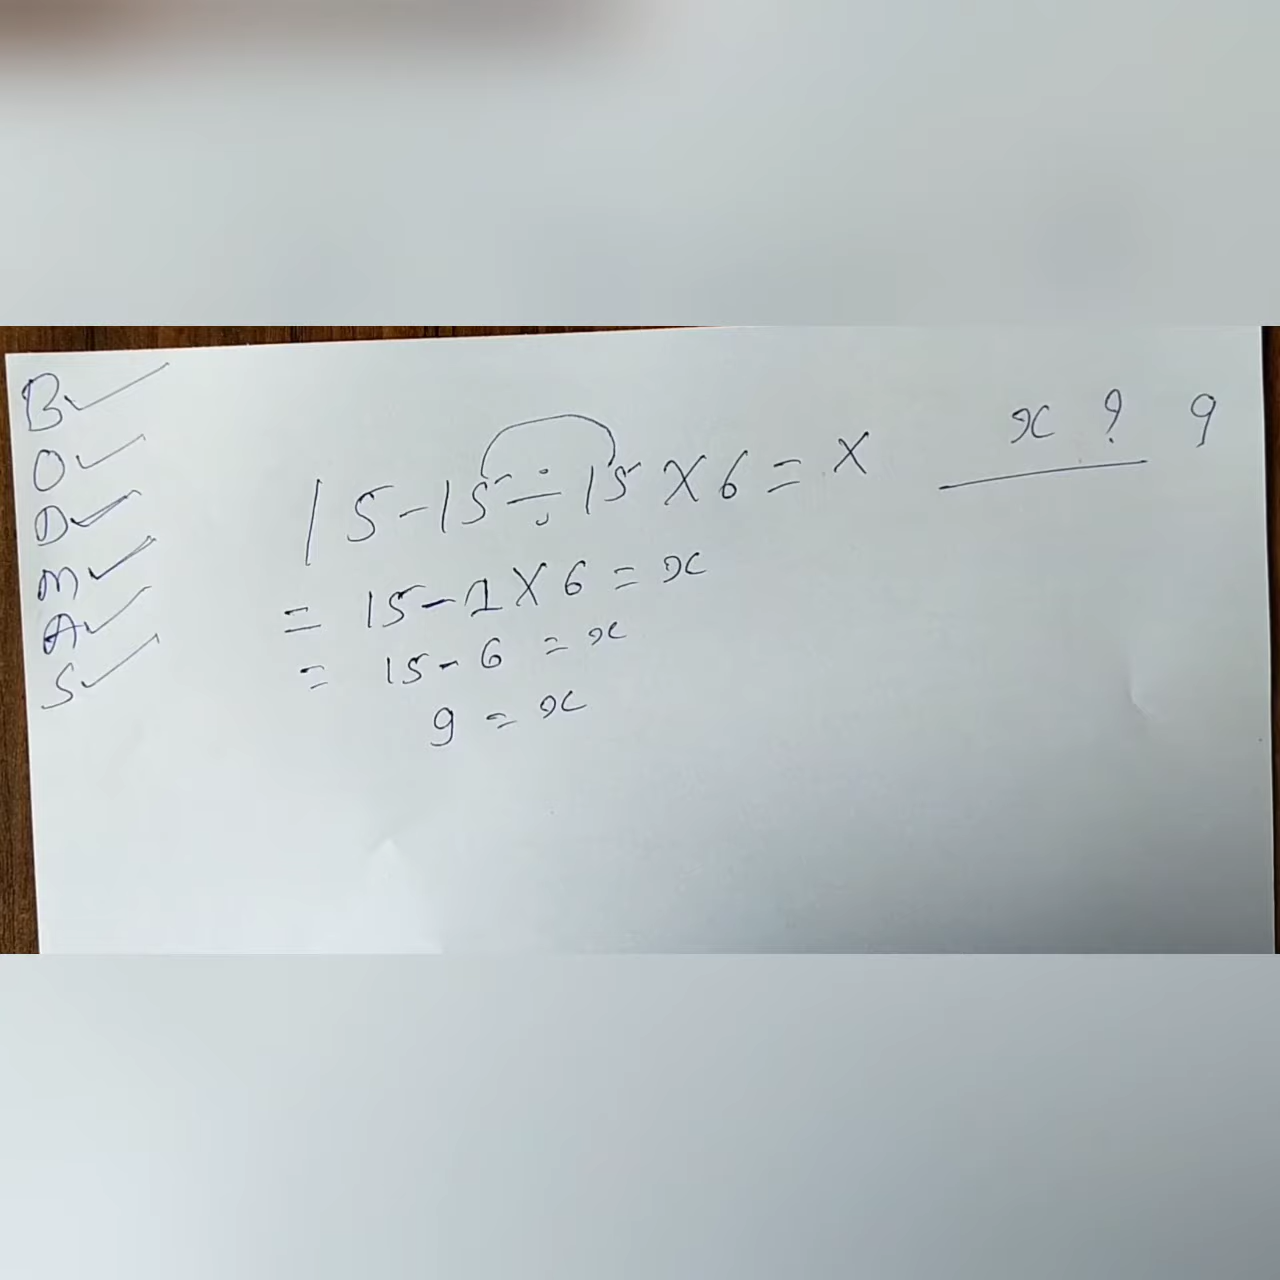 B✓
O✓
D✓
M✓
A✓
S✓
15-15÷15×6=x
x ? 9
= 15-1×6=x
= 15-6 =x
9 =x